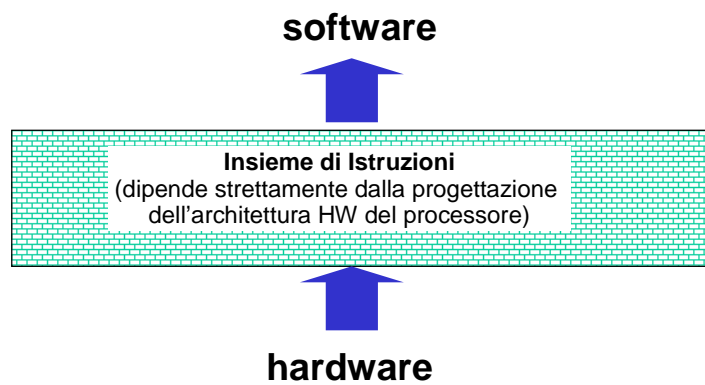 software
Insieme di Istruzioni
(dipende strettamente dalla progettazione
dell'architettura HW del processore)
hardware